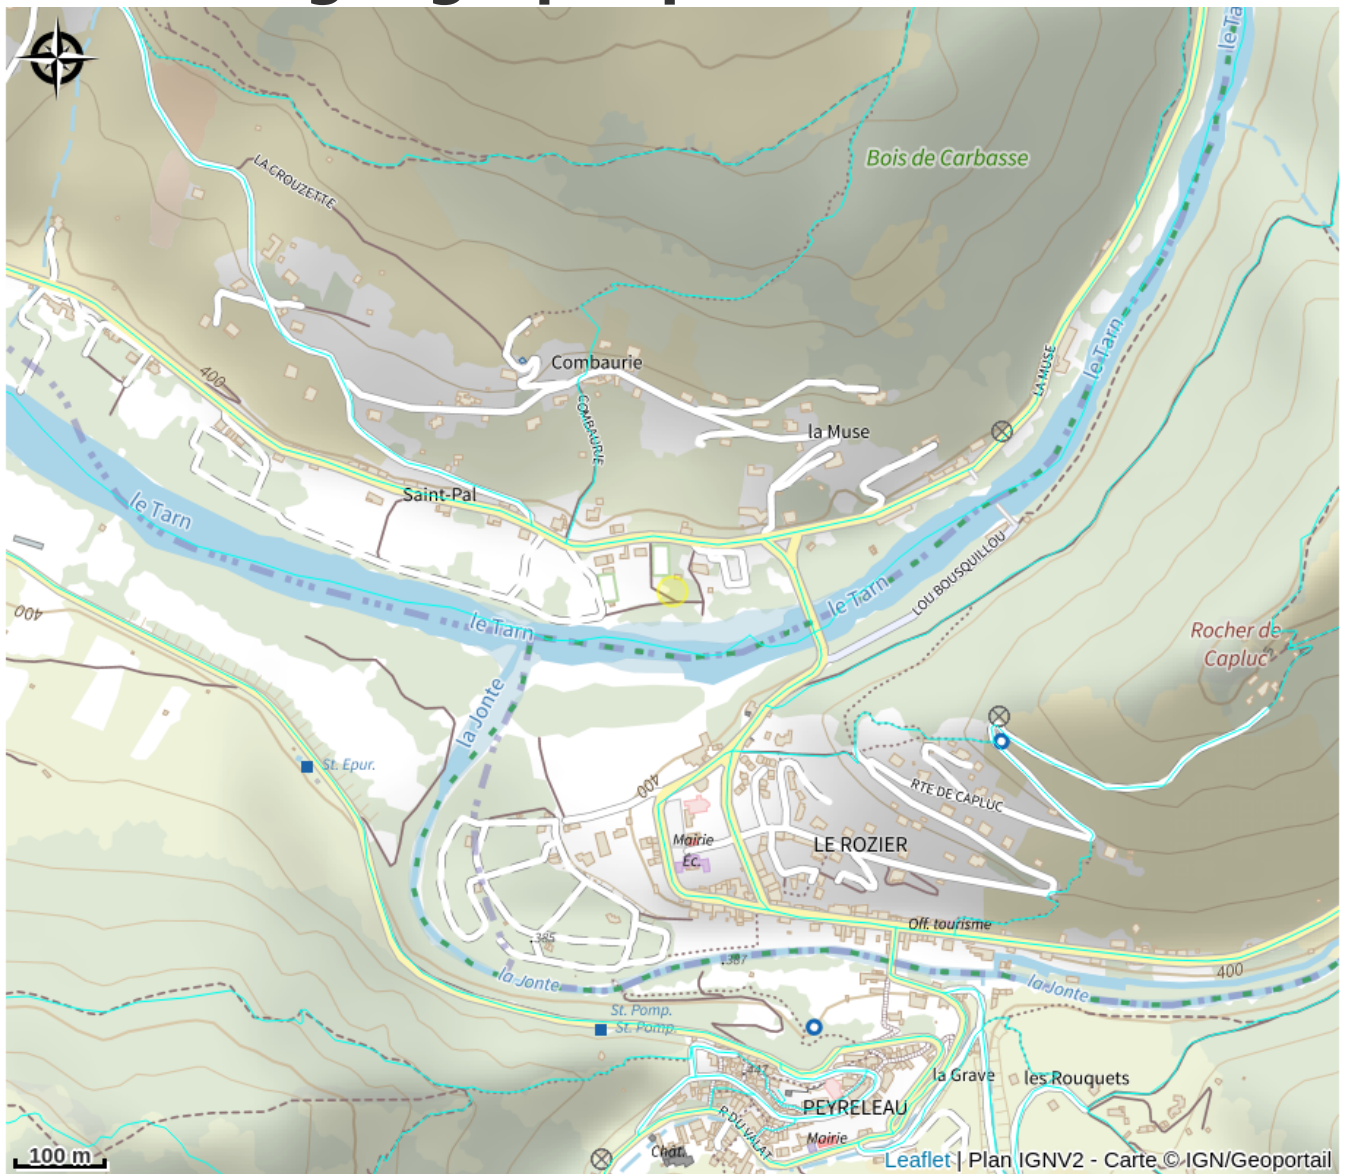 le Ta
Bois de Carbasse
LA CROUZETTE
Combaurie
400
LA MUSE
le Tarn
COMBAURIE
la Muse
Saint-Pal
le Tarn
LOU BOUSQUILLOU
le Tarn
400
le Tarn
Rocher de
Capluc
la Jonte
St. Epur.
400
RTE DE CAPLUC
Mairie
Éc.
LE ROZIER
Off. tourisme
385
387
400
la Jonte
la Jonte
St. Pomp.
St. Pomp.
447
la Grave
les Rouquets
PEYRELEAU
R DU VALAT
Mairie
Chât.
100 m
Leaflet | Plan IGNV2 - Carte © IGN/Geoportail